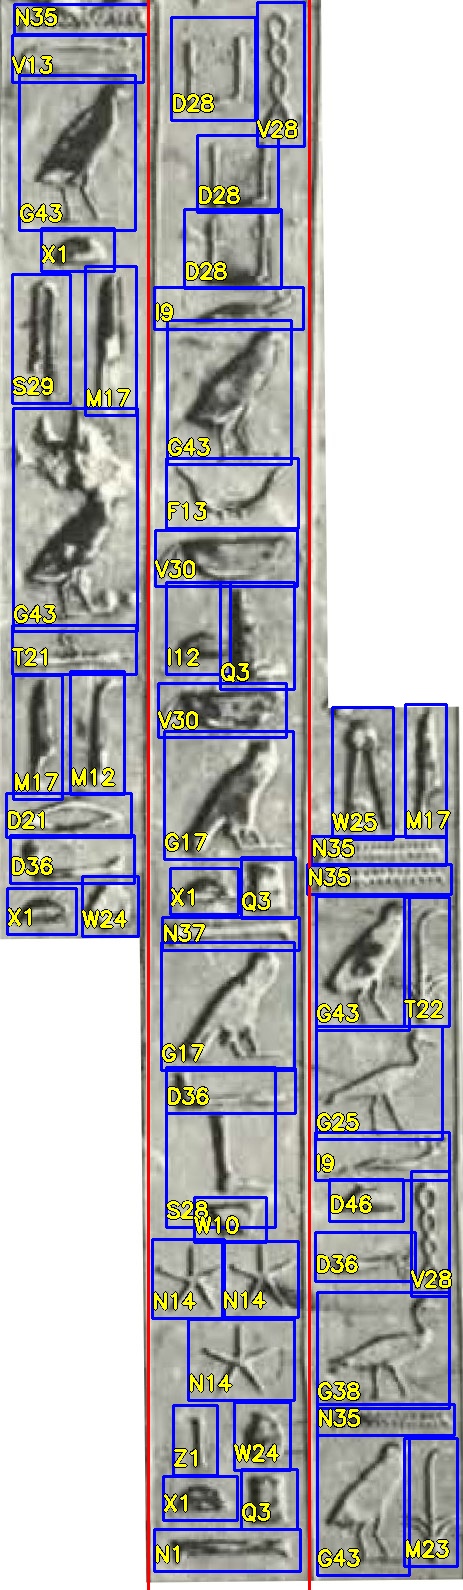 N35
V13
G43
X1
S29 M17
G43
T21
M17 M12
D21
D36
X1 W24
D28 V28
D28
D28
I9
G43
F13
V30
I12 Q3
V30
G17
X1 Q3
N37
G17
D36
S28
W10
N14 N14
N14
Z1 W24
X1 Q3
N1
W25 M17
N35
N35
G43 T22
G25
I9
D46
D36 V28
G38
N35
G43 M23